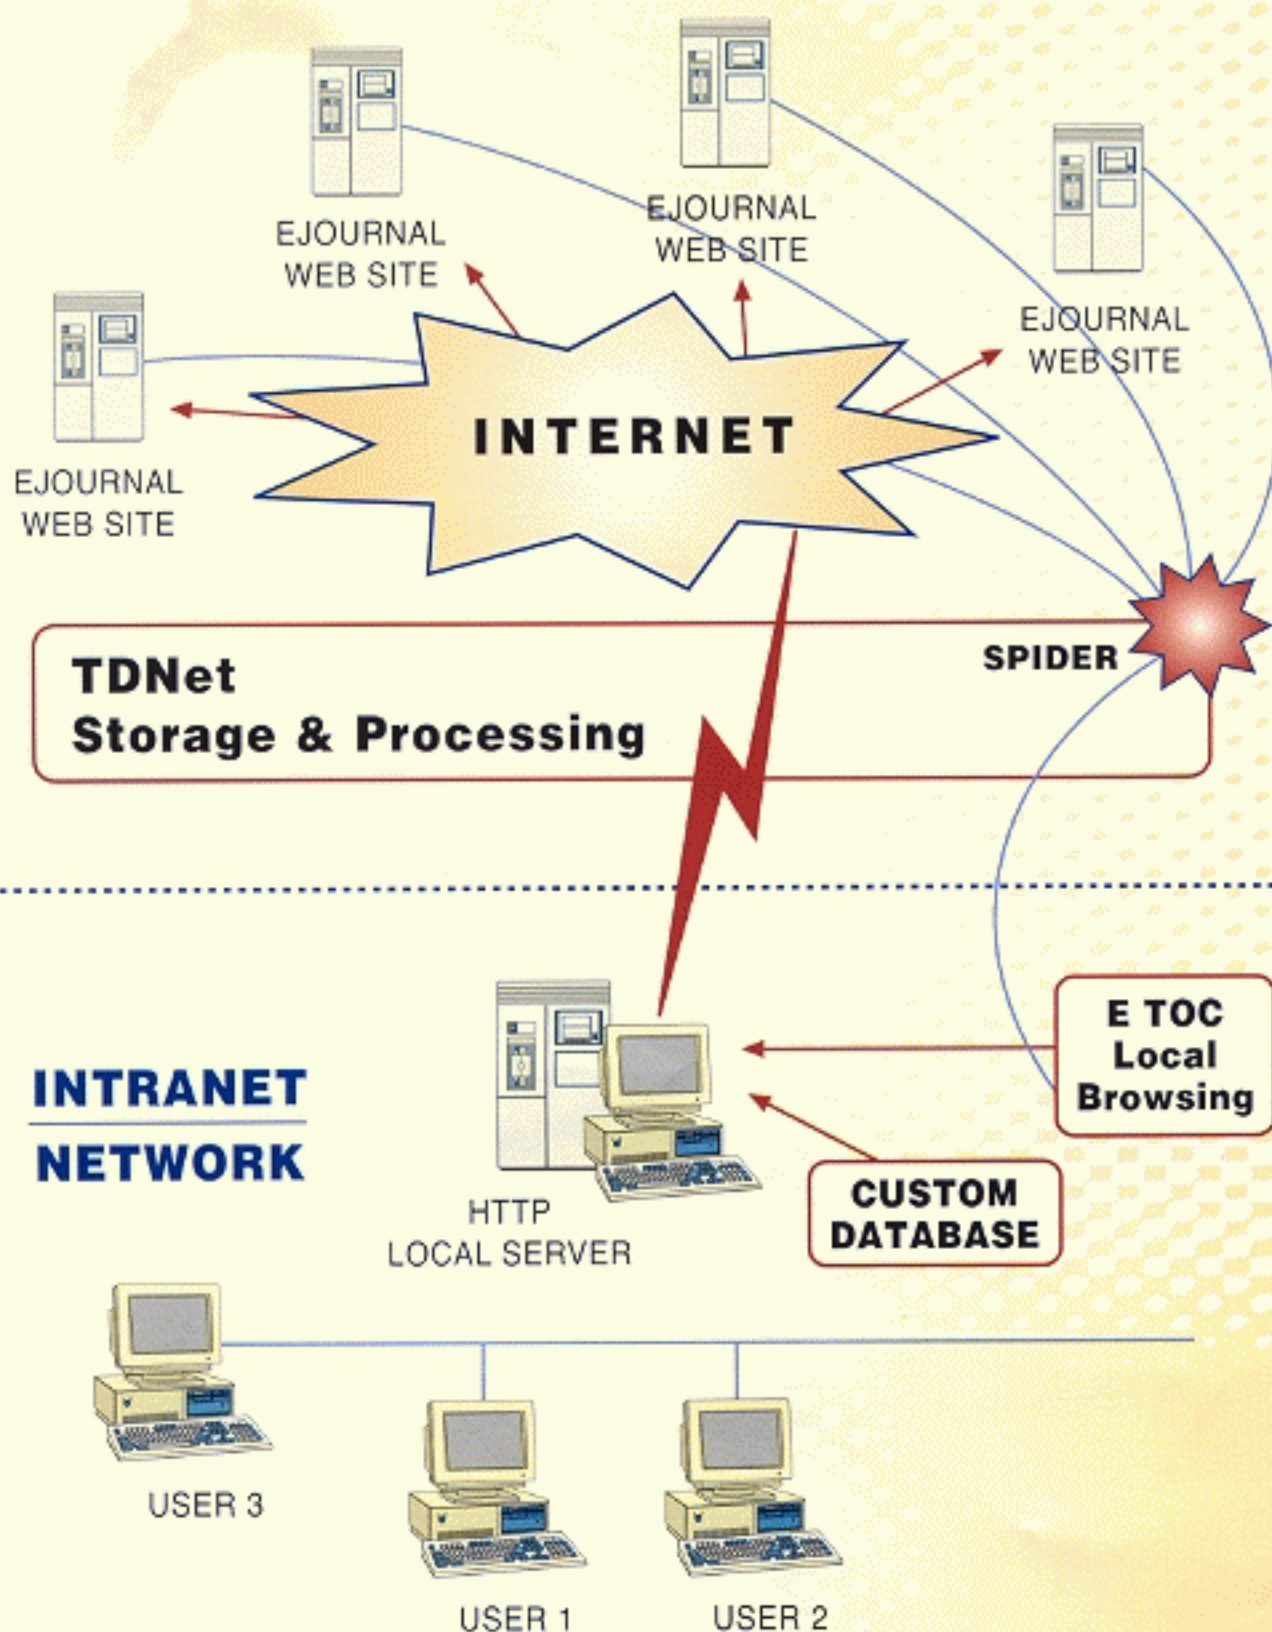 EJOURNAL
WEB SITE
EJOURNAL
WEB SITE
EJOURNAL
WEB SITE
EJOURNAL
WEB SITE
INTERNET
SPIDER
TDNet
Storage & Processing
E TOC
Local
Browsing
INTRANET
NETWORK
CUSTOM
DATABASE
HTTP
LOCAL SERVER
USER 3
USER 1
USER 2